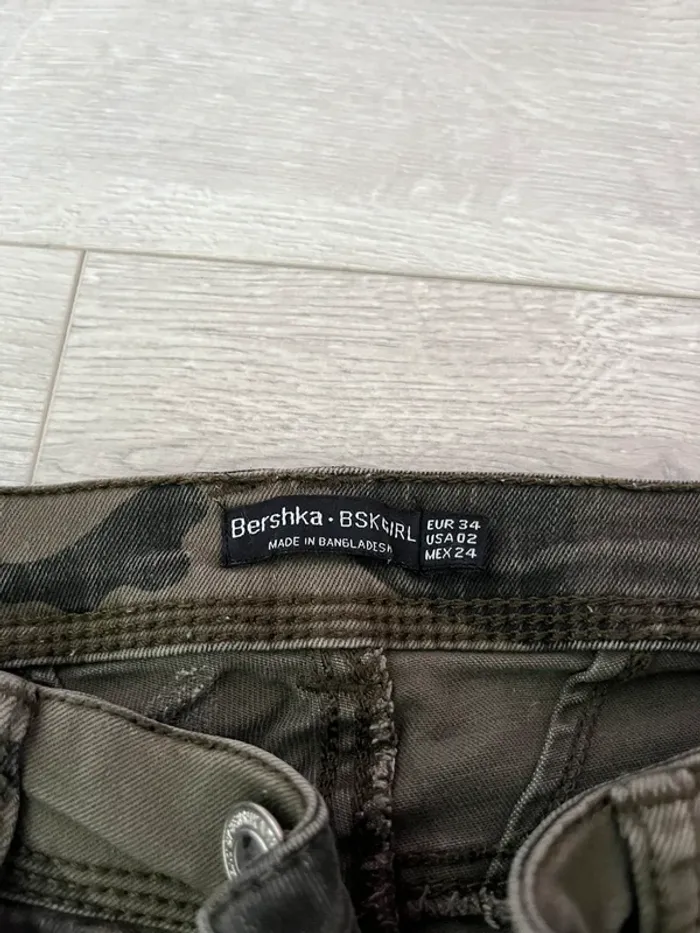 Bershka · BSK GIRL
MADE IN BANGLADESH
EUR 34
USA 02
MEX 24